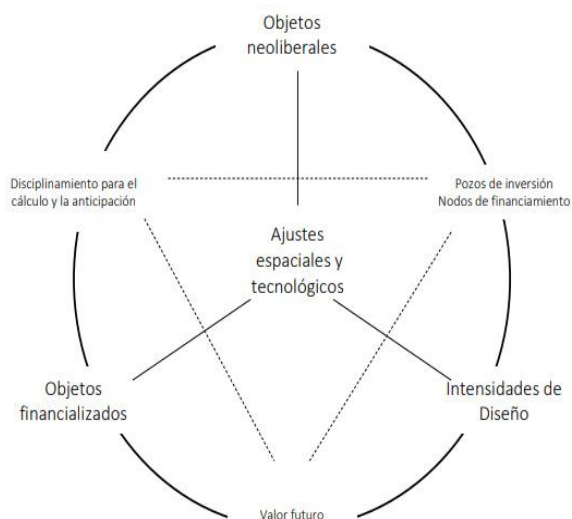 Objetos
neoliberales
Disciplinamiento para el
cálculo y la anticipación
Pozos de inversión
Nodos de financiamiento
Ajustes
espaciales y
tecnológicos
Objetos
financializados
Intensidades de
Diseño
Valor futuro